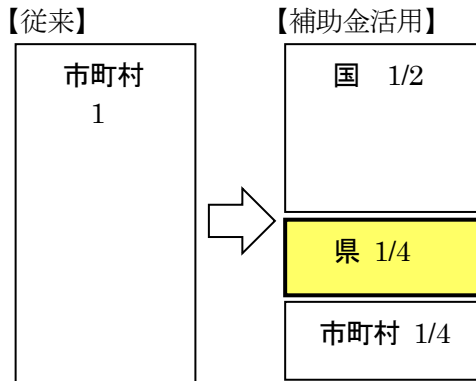 【従来】
市町村
1
【補助金活用】
国 1/2
県 1/4
市町村 1/4